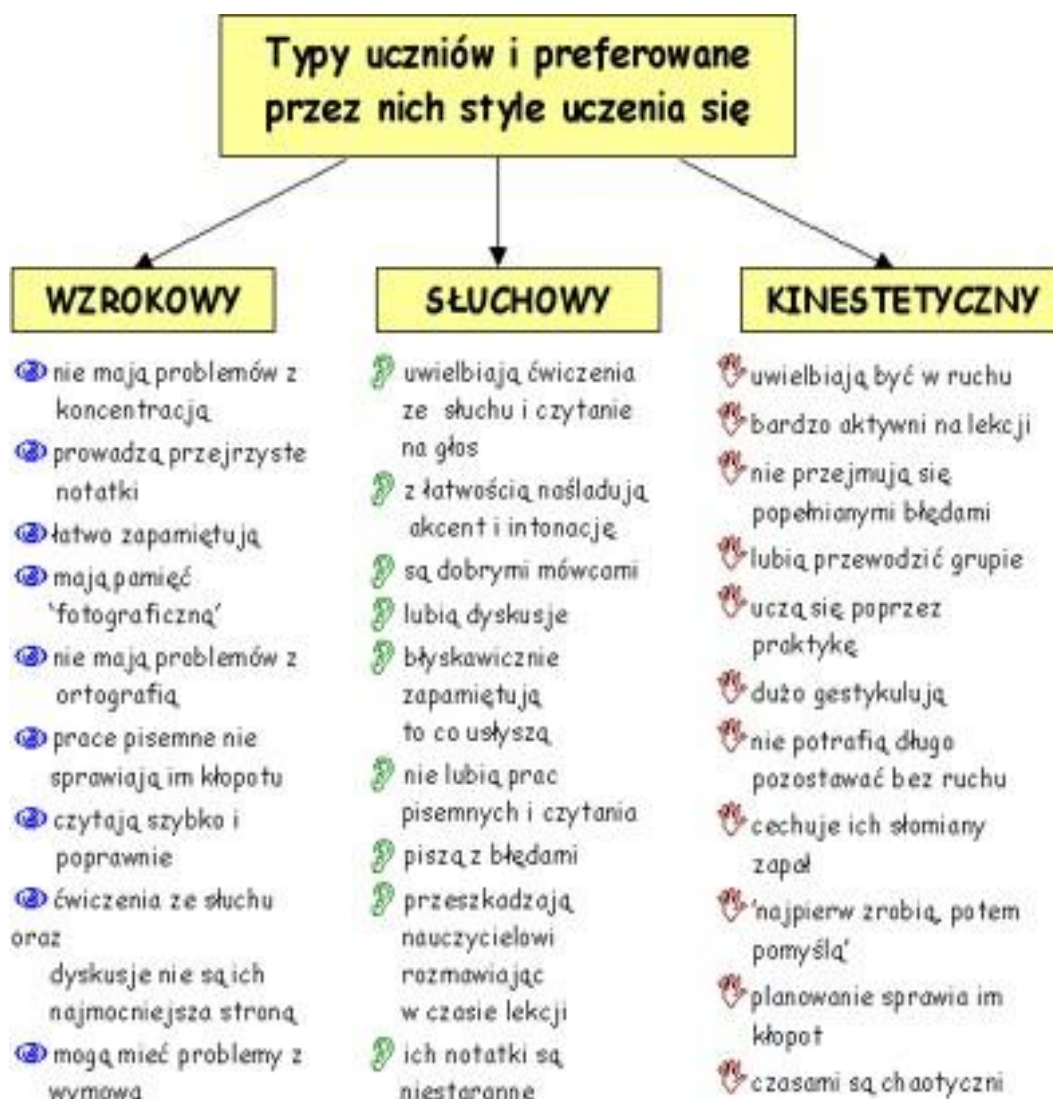 Typy uczniów i preferowane
przez nich style uczenia się
WZROKOWY
nie mają problemów z
koncentracją
prowadzą przejrzyste
notatki
łatwo zapamiętują
mają pamięć
'fotograficzną'
nie mają problemów z
ortografią
prace pisemne nie
sprawiają im kłopotu
czytają szybko i
poprawnie
ćwiczenia ze słuchu
oraz
dyskusje nie są ich
najmocniejsza stroną
mogą mieć problemy z
wymową
SŁUCHOWY
uwielbiają ćwiczenia
ze słuchu i czytanie
na głos
z łatwością naśladują
akcent i intonację
są dobrymi mówcami
lubią dyskusje
błyskawicznie
zapamiętują
to co usłyszą
nie lubią prac
pisemnych i czytania
piszą z błędami
przeszkadzają
nauczycielowi
rozmawiając
w czasie lekcji
ich notatki są
niestaranne
KINESTETYCZNY
uwielbiają być w ruchu
bardzo aktywni na lekcji
nie przejmują się
popełnianymi błędami
lubią przewodzić grupie
uczą się poprzez
praktykę
dużo gestykulują
nie potrafią długo
pozostawać bez ruchu
cechuje ich słomiany
zapał
'najpierw zrobią, potem
pomyślą'
planowanie sprawia im
kłopot
czasami są chaotyczni